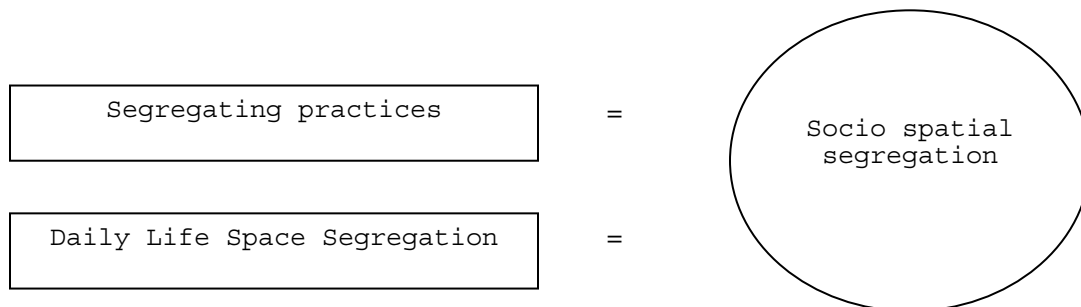 Segregating practices
=
Socio spatial
segregation
Daily Life Space Segregation
=